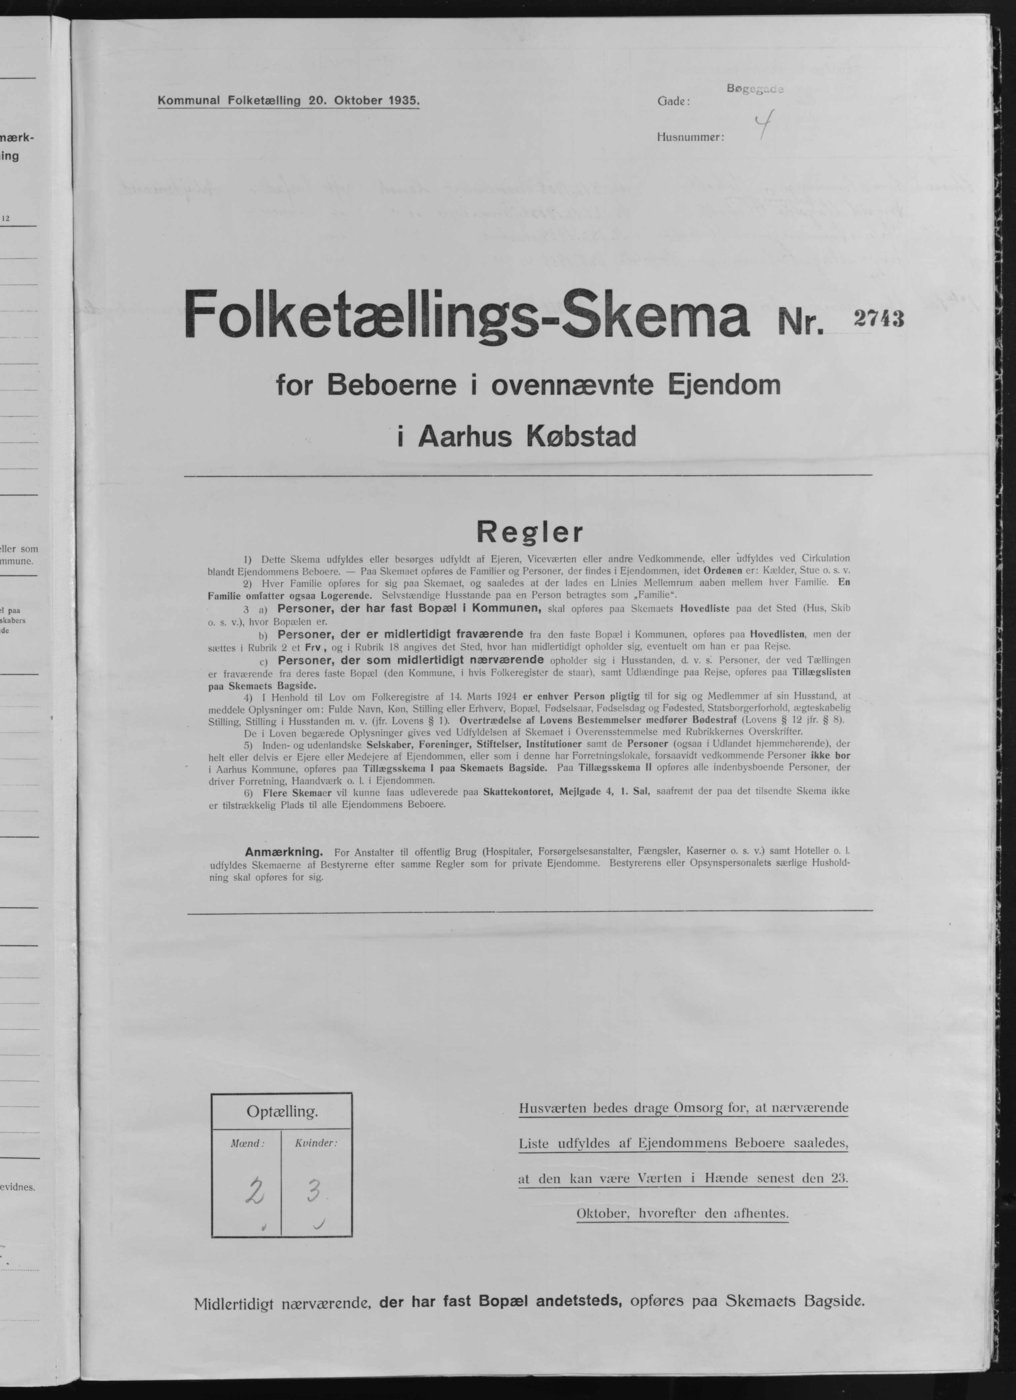 mærk-
ing
12
eller som
mmune.
el paa
skabers
ide
evidnes.
Kommunal Folketælling 20. Oktober 1935.
Bøgegade
Gade:
Husnummer: 4
Folketællings-Skema Nr. 2743
for Beboerne i ovennævnte Ejendom
i Aarhus Købstad
Regler
1) Dette Skema udfyldes eller besørges udfyldt af Ejeren, Viceværten eller andre Vedkommende, eller udfyldes ved Cirkulation
blandt Ejendommens Beboere. — Paa Skemaet opføres de Familier og Personer, der findes i Ejendommen, idet Ordenen er: Kælder, Stue o. s. v.
2) Hver Familie opføres for sig paa Skemaet, og saaledes at der lades en Linies Mellemrum aaben mellem hver Familie. En
Familie omfatter ogsaa Logerende. Selvstændige Husstande paa en Person betragtes som „Familie“.
3 a) Personer, der har fast Bopæl i Kommunen, skal opføres paa Skemaets Hovedliste paa det Sted (Hus, Skib
o. s. v.), hvor Bopælen er.
b) Personer, der er midlertidigt fraværende fra den faste Bopæl i Kommunen, opføres paa Hovedlisten, men der
sættes i Rubrik 2 et Frv., og i Rubrik 18 angives det Sted, hvor han midlertidigt opholder sig, eventuelt om han er paa Rejse.
c) Personer, der som midlertidigt nærværende opholder sig i Husstanden, d. v. s. Personer, der ved Tællingen
er fraværende fra deres faste Bopæl (den Kommune, i hvis Folkeregister de staar), samt Udlændinge paa Rejse, opføres paa Tillægslisten
paa Skemaets Bagside.
4) I Henhold til Lov om Folkeregistre af 14. Marts 1924 er enhver Person pligtig til for sig og Medlemmer af sin Husstand, at
meddele Oplysninger om: Fulde Navn, Køn, Stilling eller Erhverv, Bopæl, Fødselsaar, Fødselsdag og Fødested, Statsborgerforhold, ægteskabelig
Stilling, Stilling i Husstanden m. v. (jfr. Lovens § 1). Overtrædelse af Lovens Bestemmelser medfører Bødestraf (Lovens § 12 jfr. § 8).
De i Loven begærede Oplysninger gives ved Udfyldelsen af Skemaet i Overensstemmelse med Rubrikkernes Overskrifter.
5) Inden- og udenlandske Selskaber, Foreninger, Stiftelser, Institutioner samt de Personer (ogsaa i Udlandet hjemmehørende), der
helt eller delvis er Ejere eller Medejere af Ejendommen, eller som i denne har Forretningslokale, forsaavidt vedkommende Personer ikke bor
i Aarhus Kommune, opføres paa Tillægsskema I paa Skemaets Bagside. Paa Tillægsskema II opføres alle indenbysboende Personer, der
driver Forretning, Haandværk o. l. i Ejendommen.
6) Flere Skemaer vil kunne faas udleverede paa Skattekontoret, Mejlgade 4, 1. Sal, saafremt der paa det tilsendte Skema ikke
er tilstrækkelig Plads til alle Ejendommens Beboere.
Anmærkning. For Anstalter til offentlig Brug (Hospitaler, Forsørgelsesanstalter, Fængsler, Kaserner o. s. v.) samt Hoteller o. l.
udfyldes Skemaerne af Bestyrerne efter samme Regler som for private Ejendomme. Bestyrerens eller Opsynspersonalets særlige Hushold-
ning skal opføres for sig.
Optælling.
Mænd: Kvinder:
2 3
Husværten bedes drage Omsorg for, at nærværende
Liste udfyldes af Ejendommens Beboere saaledes,
at den kan være Værten i Hænde senest den 23.
Oktober, hvorefter den afhentes.
Midlertidigt nærværende, der har fast Bopæl andetsteds, opføres paa Skemaets Bagside.